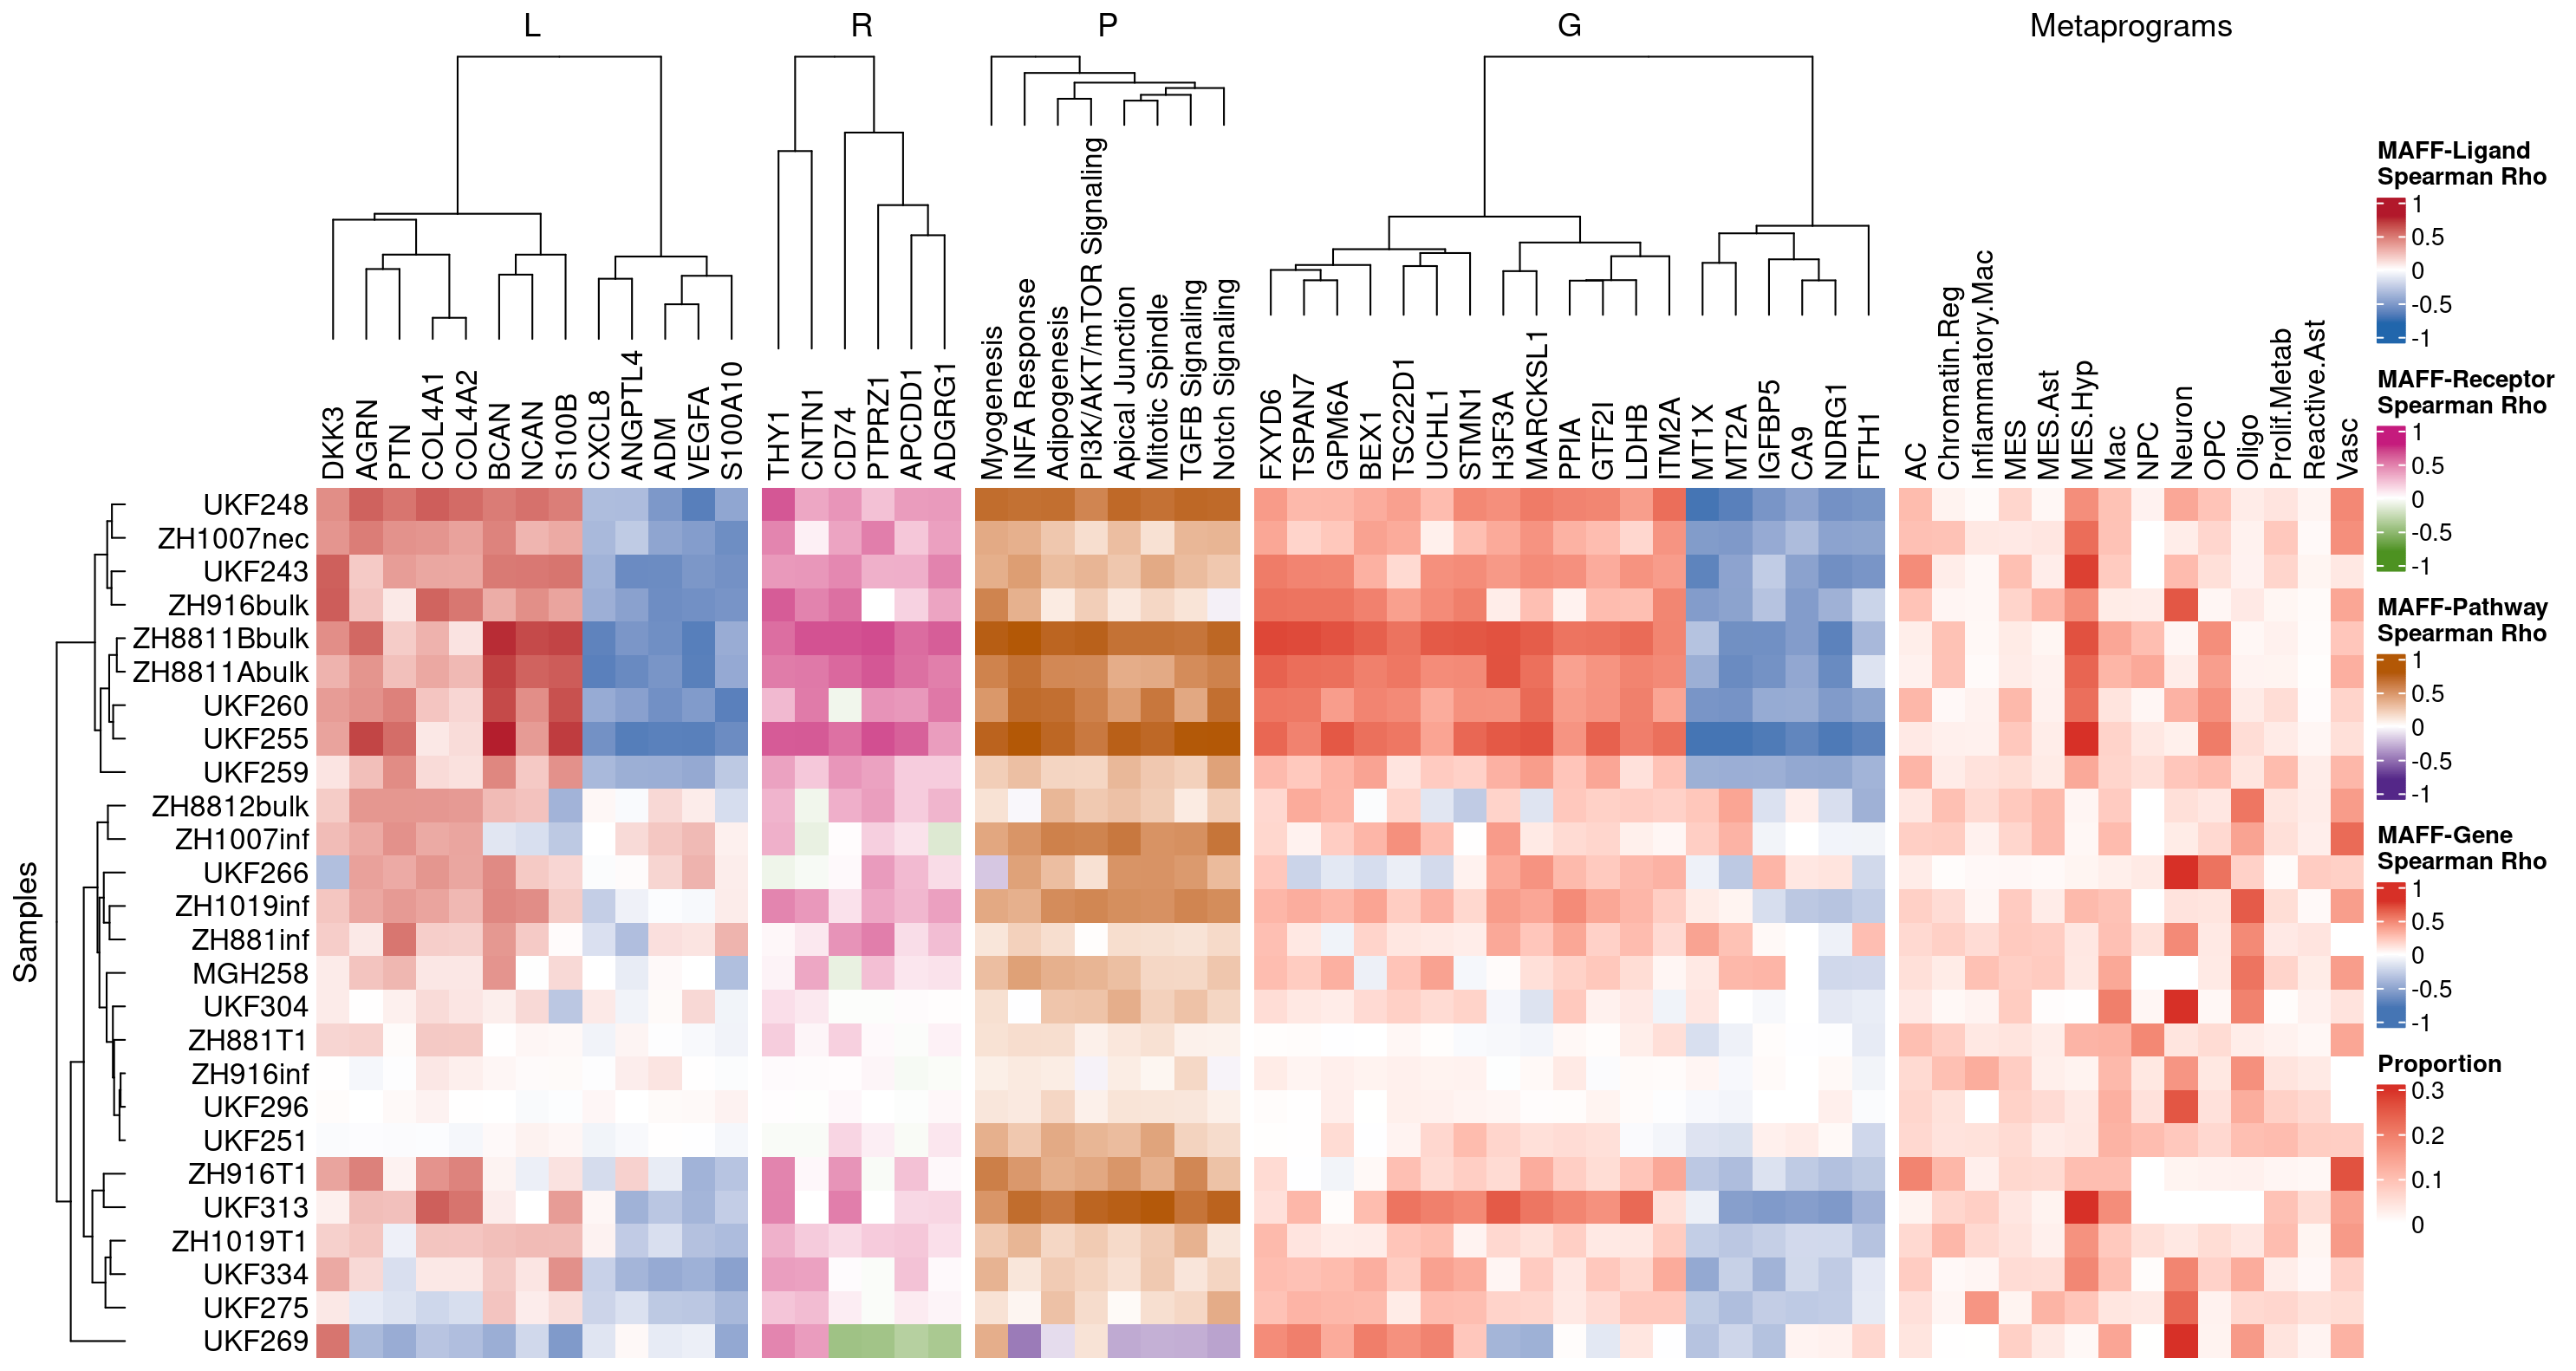 L R P G Metaprograms
DKK3
AGRN
PTN
COL4A1
COL4A2
BCAN
NCAN
S100B
CXCL8
ANGPTL4
ADM
VEGFA
S100A10
THY1
CNTN1
CD74
PTPRZ1
APCDD1
ADGRG1
Myogenesis
INFA Response
Adipogenesis
PI3K/AKT/mTOR Signaling
Apical Junction
Mitotic Spindle
TGFB Signaling
Notch Signaling
FXYD6
TSPAN7
GPM6A
BEX1
TSC22D1
UCHL1
STMN1
H3F3A
MARCKSL1
PPIA
GTF2I
LDHB
ITM2A
MT1X
MT2A
IGFBP5
CA9
NDRG1
FTH1
AC
Chromatin.Reg
Inflammatory.Mac
MES
MES.Ast
MES.Hyp
Mac
NPC
Neuron
OPC
Oligo
Prolif.Metab
Reactive.Ast
Vasc
Samples
UKF248
ZH1007nec
UKF243
ZH916bulk
ZH8811Bbulk
ZH8811Abulk
UKF260
UKF255
UKF259
ZH8812bulk
ZH1007inf
UKF266
ZH1019inf
ZH881inf
MGH258
UKF304
ZH881T1
ZH916inf
UKF296
UKF251
ZH916T1
UKF313
ZH1019T1
UKF334
UKF275
UKF269
MAFF-Ligand
Spearman Rho
1
0.5
0
-0.5
-1
MAFF-Receptor
Spearman Rho
1
0.5
0
-0.5
-1
MAFF-Pathway
Spearman Rho
1
0.5
0
-0.5
-1
MAFF-Gene
Spearman Rho
1
0.5
0
-0.5
-1
Proportion
0.3
0.2
0.1
0